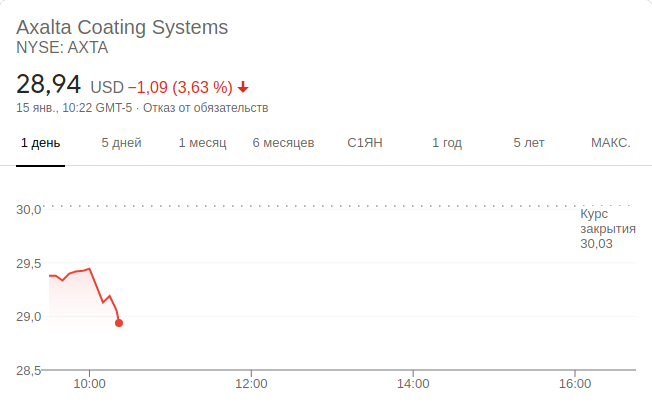 Axalta Coating Systems
NYSE: AXTA
28,94 USD −1,09 (3,63 %)
15 янв., 10:22 GMT-5 · Отказ от обязательств
1 день 5 дней 1 месяц 6 месяцев С1ЯН 1 год 5 лет МАКС.
30,0
Курс
закрытия
30,03
29,5
29,0
28,5
10:00 12:00 14:00 16:00